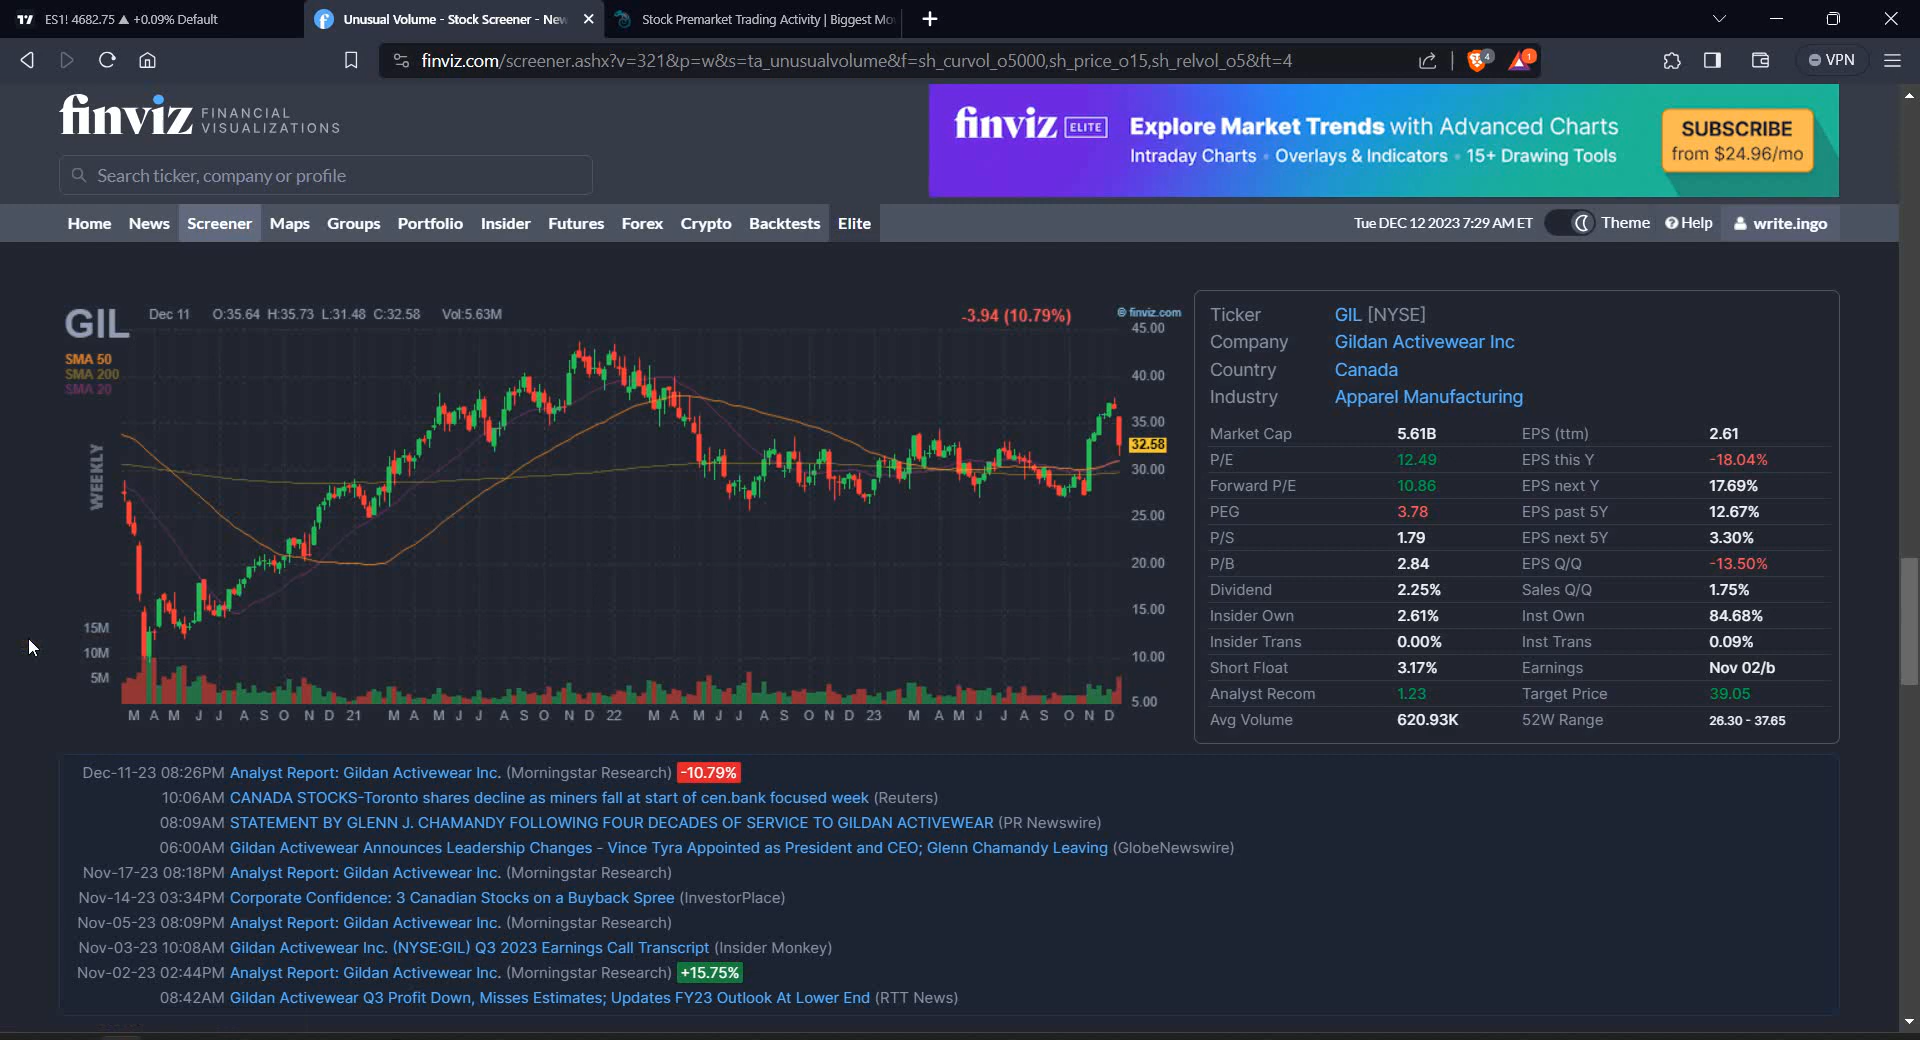 ES1! 4682.75 ▲ +0.09% Default
Unusual Volume - Stock Screener - New
Stock Premarket Trading Activity | Biggest Mo
finviz.com/screener.ashx?v=321&p=w&s=ta_unusualvolume&f=sh_curvol_o5000,sh_price_o15,sh_relvol_o5&ft=4
4
1
VPN
finviz FINANCIAL VISUALIZATIONS
Search ticker, company or profile
finviz ELITE
Explore Market Trends with Advanced Charts
Intraday Charts • Overlays & Indicators • 15+ Drawing Tools
SUBSCRIBE
from $24.96/mo
Home News Screener Maps Groups Portfolio Insider Futures Forex Crypto Backtests Elite
Tue DEC 12 2023 7:29 AM ET Theme Help write.ingo
GIL Dec 11 O:35.64 H:35.73 L:31.48 C:32.58 Vol:5.63M -3.94 (10.79%) © finviz.com
SMA 50
SMA 200
SMA 20
WEEKLY
45.00
40.00
35.00
32.58
30.00
25.00
20.00
15.00
10.00
5.00
15M
10M
5M
M A M J J A S O N D 21 M A M J J A S O N D 22 M A M J J A S O N D 23 M A M J J A S O N D
Ticker GIL [NYSE]
Company Gildan Activewear Inc
Country Canada
Industry Apparel Manufacturing
Market Cap 5.61B EPS (ttm) 2.61
P/E 12.49 EPS this Y -18.04%
Forward P/E 10.86 EPS next Y 17.69%
PEG 3.78 EPS past 5Y 12.67%
P/S 1.79 EPS next 5Y 3.30%
P/B 2.84 EPS Q/Q -13.50%
Dividend 2.25% Sales Q/Q 1.75%
Insider Own 2.61% Inst Own 84.68%
Insider Trans 0.00% Inst Trans 0.09%
Short Float 3.17% Earnings Nov 02/b
Analyst Recom 1.23 Target Price 39.05
Avg Volume 620.93K 52W Range 26.30 - 37.65
Dec-11-23 08:26PM Analyst Report: Gildan Activewear Inc. (Morningstar Research) -10.79%
10:06AM CANADA STOCKS-Toronto shares decline as miners fall at start of cen.bank focused week (Reuters)
08:09AM STATEMENT BY GLENN J. CHAMANDY FOLLOWING FOUR DECADES OF SERVICE TO GILDAN ACTIVEWEAR (PR Newswire)
06:00AM Gildan Activewear Announces Leadership Changes - Vince Tyra Appointed as President and CEO; Glenn Chamandy Leaving (GlobeNewswire)
Nov-17-23 08:18PM Analyst Report: Gildan Activewear Inc. (Morningstar Research)
Nov-14-23 03:34PM Corporate Confidence: 3 Canadian Stocks on a Buyback Spree (InvestorPlace)
Nov-05-23 08:09PM Analyst Report: Gildan Activewear Inc. (Morningstar Research)
Nov-03-23 10:08AM Gildan Activewear Inc. (NYSE:GIL) Q3 2023 Earnings Call Transcript (Insider Monkey)
Nov-02-23 02:44PM Analyst Report: Gildan Activewear Inc. (Morningstar Research) +15.75%
08:42AM Gildan Activewear Q3 Profit Down, Misses Estimates; Updates FY23 Outlook At Lower End (RTT News)